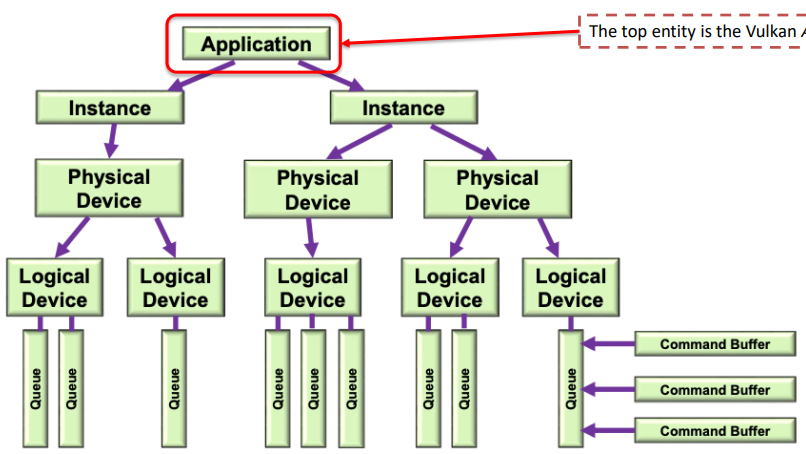 Application
The top entity is the Vulkan A
Instance
Instance
Physical
Device
Physical
Device
Physical
Device
Logical
Device
Logical
Device
Logical
Device
Logical
Device
Logical
Device
Queue
Queue
Queue
Queue
Queue
Queue
Queue
Queue
Queue
Command Buffer
Command Buffer
Command Buffer